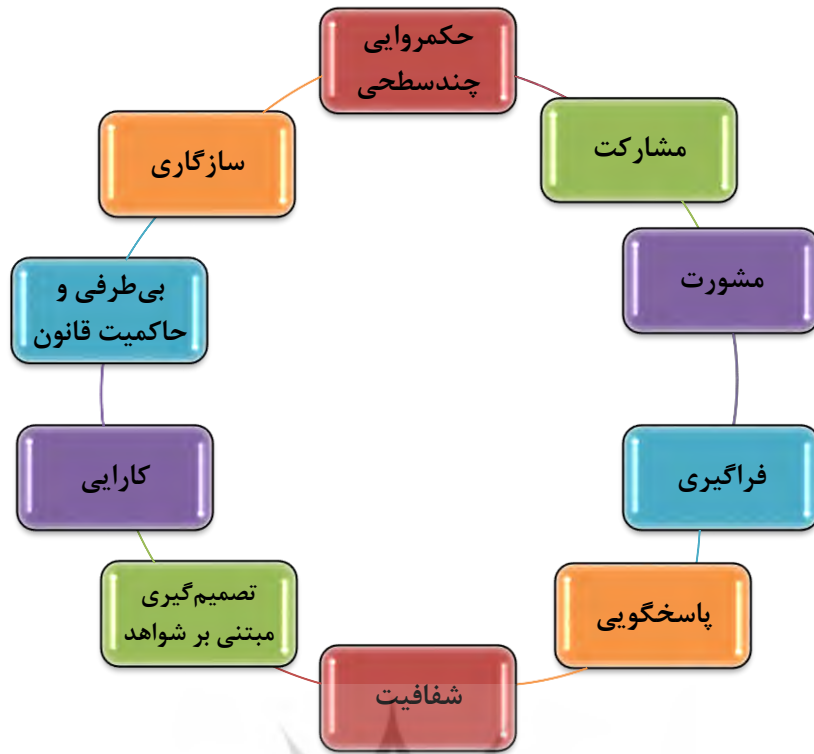 حکمروایی
چندسطحی
مشارکت
مشورت
فراگیری
پاسخگویی
شفافیت
تصمیم‌گیری
مبتنی بر شواهد
کارایی
بی‌طرفی و
حاکمیت قانون
سازگاری